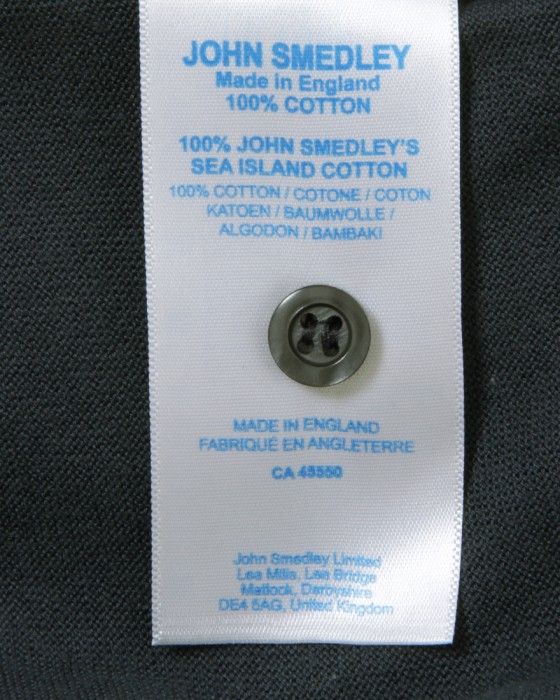 JOHN SMEDLEY
Made in England
100% COTTON
100% JOHN SMEDLEY'S
SEA ISLAND COTTON
100% COTTON / COTONE / COTON
KATOEN / BAUMWOLLE /
ALGODON / BAMBAKI
MADE IN ENGLAND
FABRIQUÉ EN ANGLETERRE
CA 45550
John Smedley Limited
Lea Mills, Lea Bridge
Matlock, Derbyshire
DE4 5AG, United Kingdom